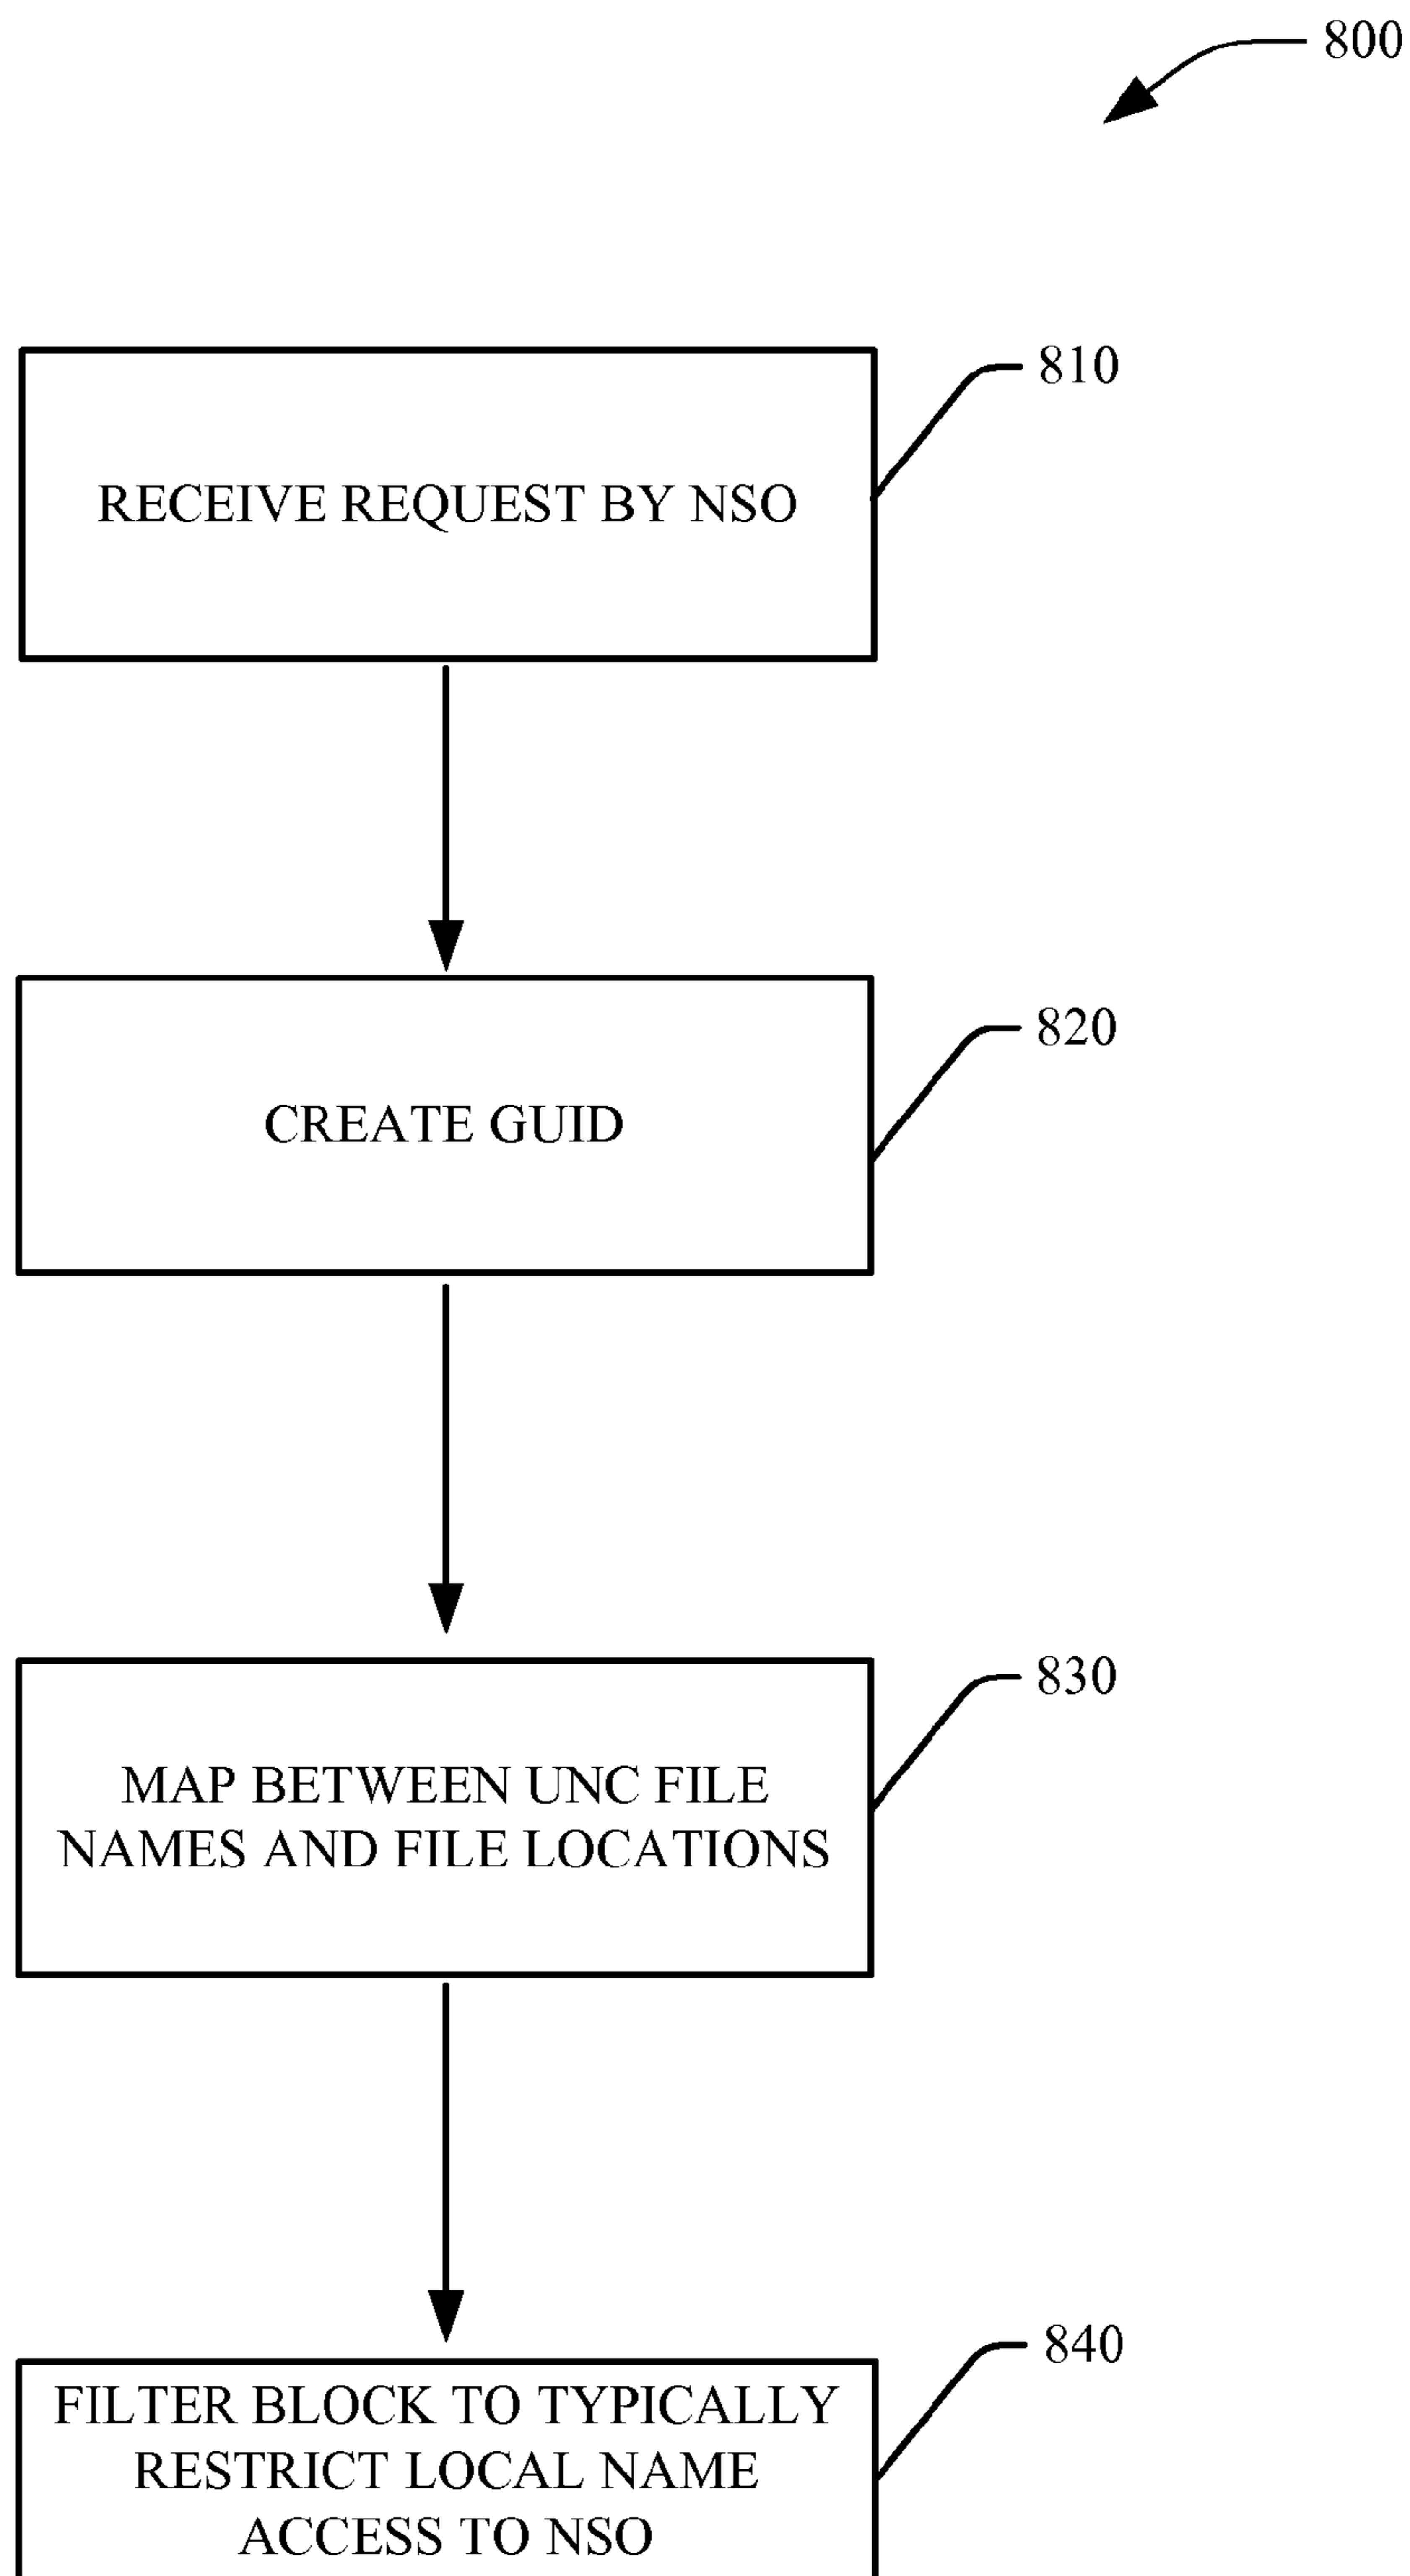 800
810
RECEIVE REQUEST BY NSO
820
CREATE GUID
830
MAP BETWEEN UNC FILE
NAMES AND FILE LOCATIONS
840
FILTER BLOCK TO TYPICALLY
RESTRICT LOCAL NAME
ACCESS TO NSO